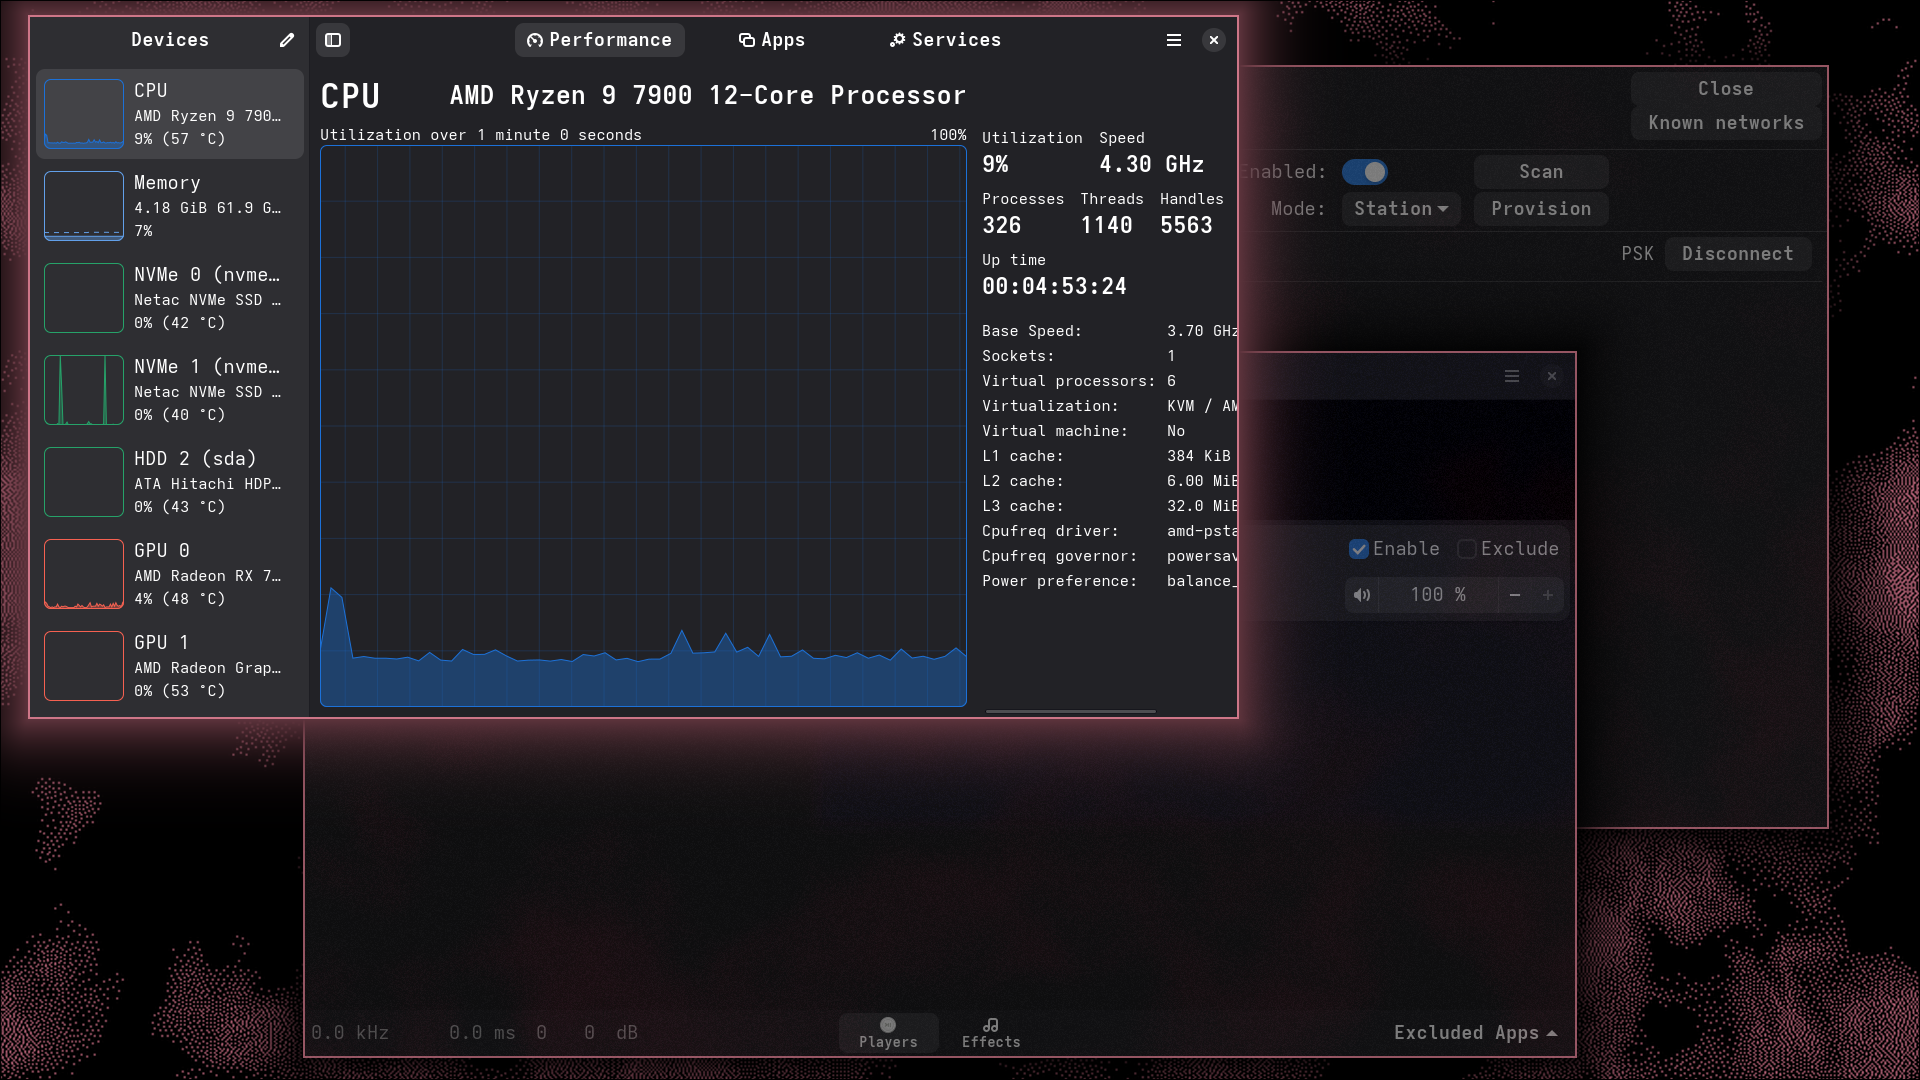 Devices
Performance
Apps
Services
CPU
AMD Ryzen 9 790…
9% (57 °C)
Memory
4.18 GiB 61.9 G…
7%
NVMe 0 (nvme…
Netac NVMe SSD …
0% (42 °C)
NVMe 1 (nvme…
Netac NVMe SSD …
0% (40 °C)
HDD 2 (sda)
ATA Hitachi HDP…
0% (43 °C)
GPU 0
AMD Radeon RX 7…
4% (48 °C)
GPU 1
AMD Radeon Grap…
0% (53 °C)
CPU AMD Ryzen 9 7900 12-Core Processor
Utilization over 1 minute 0 seconds 100%
Utilization Speed
9% 4.30 GHz
Processes Threads Handles
326 1140 5563
Up time
00:04:53:24
Base Speed: 3.70 GHz
Sockets: 1
Virtual processors: 6
Virtualization: KVM / AM
Virtual machine: No
L1 cache: 384 KiB
L2 cache: 6.00 MiB
L3 cache: 32.0 MiB
Cpufreq driver: amd-psta
Cpufreq governor: powersav
Power preference: balance_
Close
Known networks
Enabled: Scan
Mode: Station Provision
PSK Disconnect
Enable Exclude
100 %
0.0 kHz 0.0 ms 0 0 dB
Players
Effects
Excluded Apps